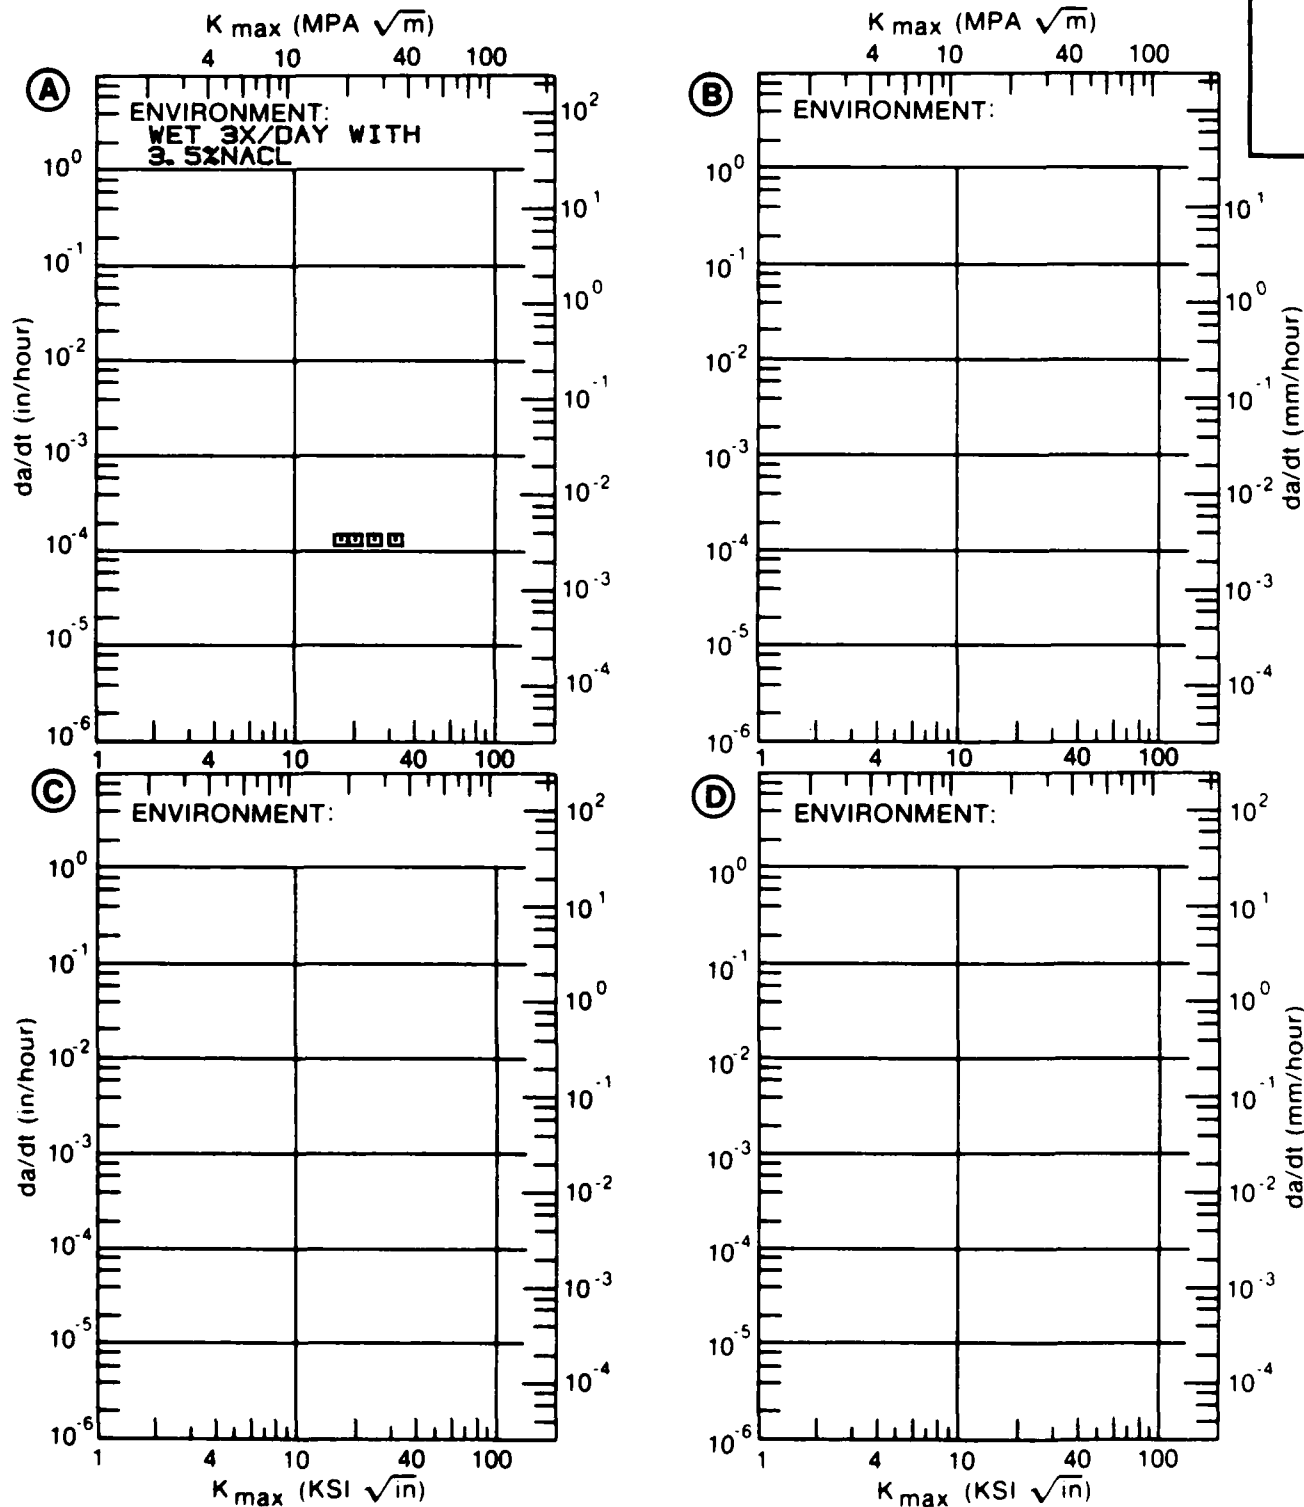 K max (MPA √m)
4 10 40 100
K max (MPA √m)
4 10 40 100
A
ENVIRONMENT:
WET 3X/DAY WITH
3.5%NACL
da/dt (in/hour)
10^0
10^-1
10^-2
10^-3
10^-4
10^-5
10^-6
10^2
10^1
10^0
10^-1
10^-2
10^-3
10^-4
1 4 10 40 100
B
ENVIRONMENT:
10^0
10^-1
10^-2
10^-3
10^-4
10^-5
10^-6
10^1
10^0
10^-1
10^-2
10^-3
10^-4
da/dt (mm/hour)
1 4 10 40 100
C
ENVIRONMENT:
da/dt (in/hour)
10^0
10^-1
10^-2
10^-3
10^-4
10^-5
10^-6
10^2
10^1
10^0
10^-1
10^-2
10^-3
10^-4
1 4 10 40 100
K max (KSI √in)
D
ENVIRONMENT:
10^0
10^-1
10^-2
10^-3
10^-4
10^-5
10^-6
10^2
10^1
10^0
10^-1
10^-2
10^-3
10^-4
da/dt (mm/hour)
1 4 10 40 100
K max (KSI √in)